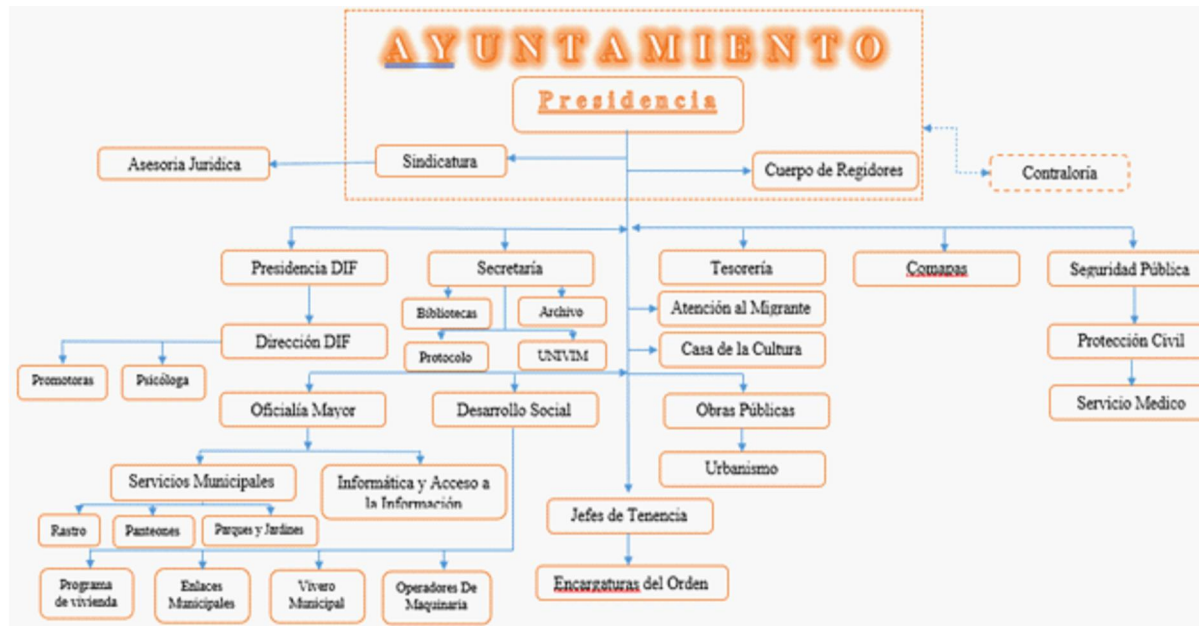 AYUNTAMIENTO
Presidencia
Asesoria Juridica
Sindicatura
Cuerpo de Regidores
Contraloría
Presidencia DIF
Secretaría
Tesorería
Comapas
Seguridad Pública
Bibliotecas
Archivo
Atención al Migrante
Dirección DIF
Protocolo
UNIVIM
Casa de la Cultura
Protección Civil
Promotoras
Psicóloga
Oficialía Mayor
Desarrollo Social
Obras Públicas
Servicio Medico
Servicios Municipales
Informática y Acceso a
la Información
Urbanismo
Rastro
Panteones
Parques y Jardines
Jefes de Tenencia
Programa
de vivienda
Enlaces
Municipales
Vivero
Municipal
Operadores De
Maquinaria
Encargaturas del Orden